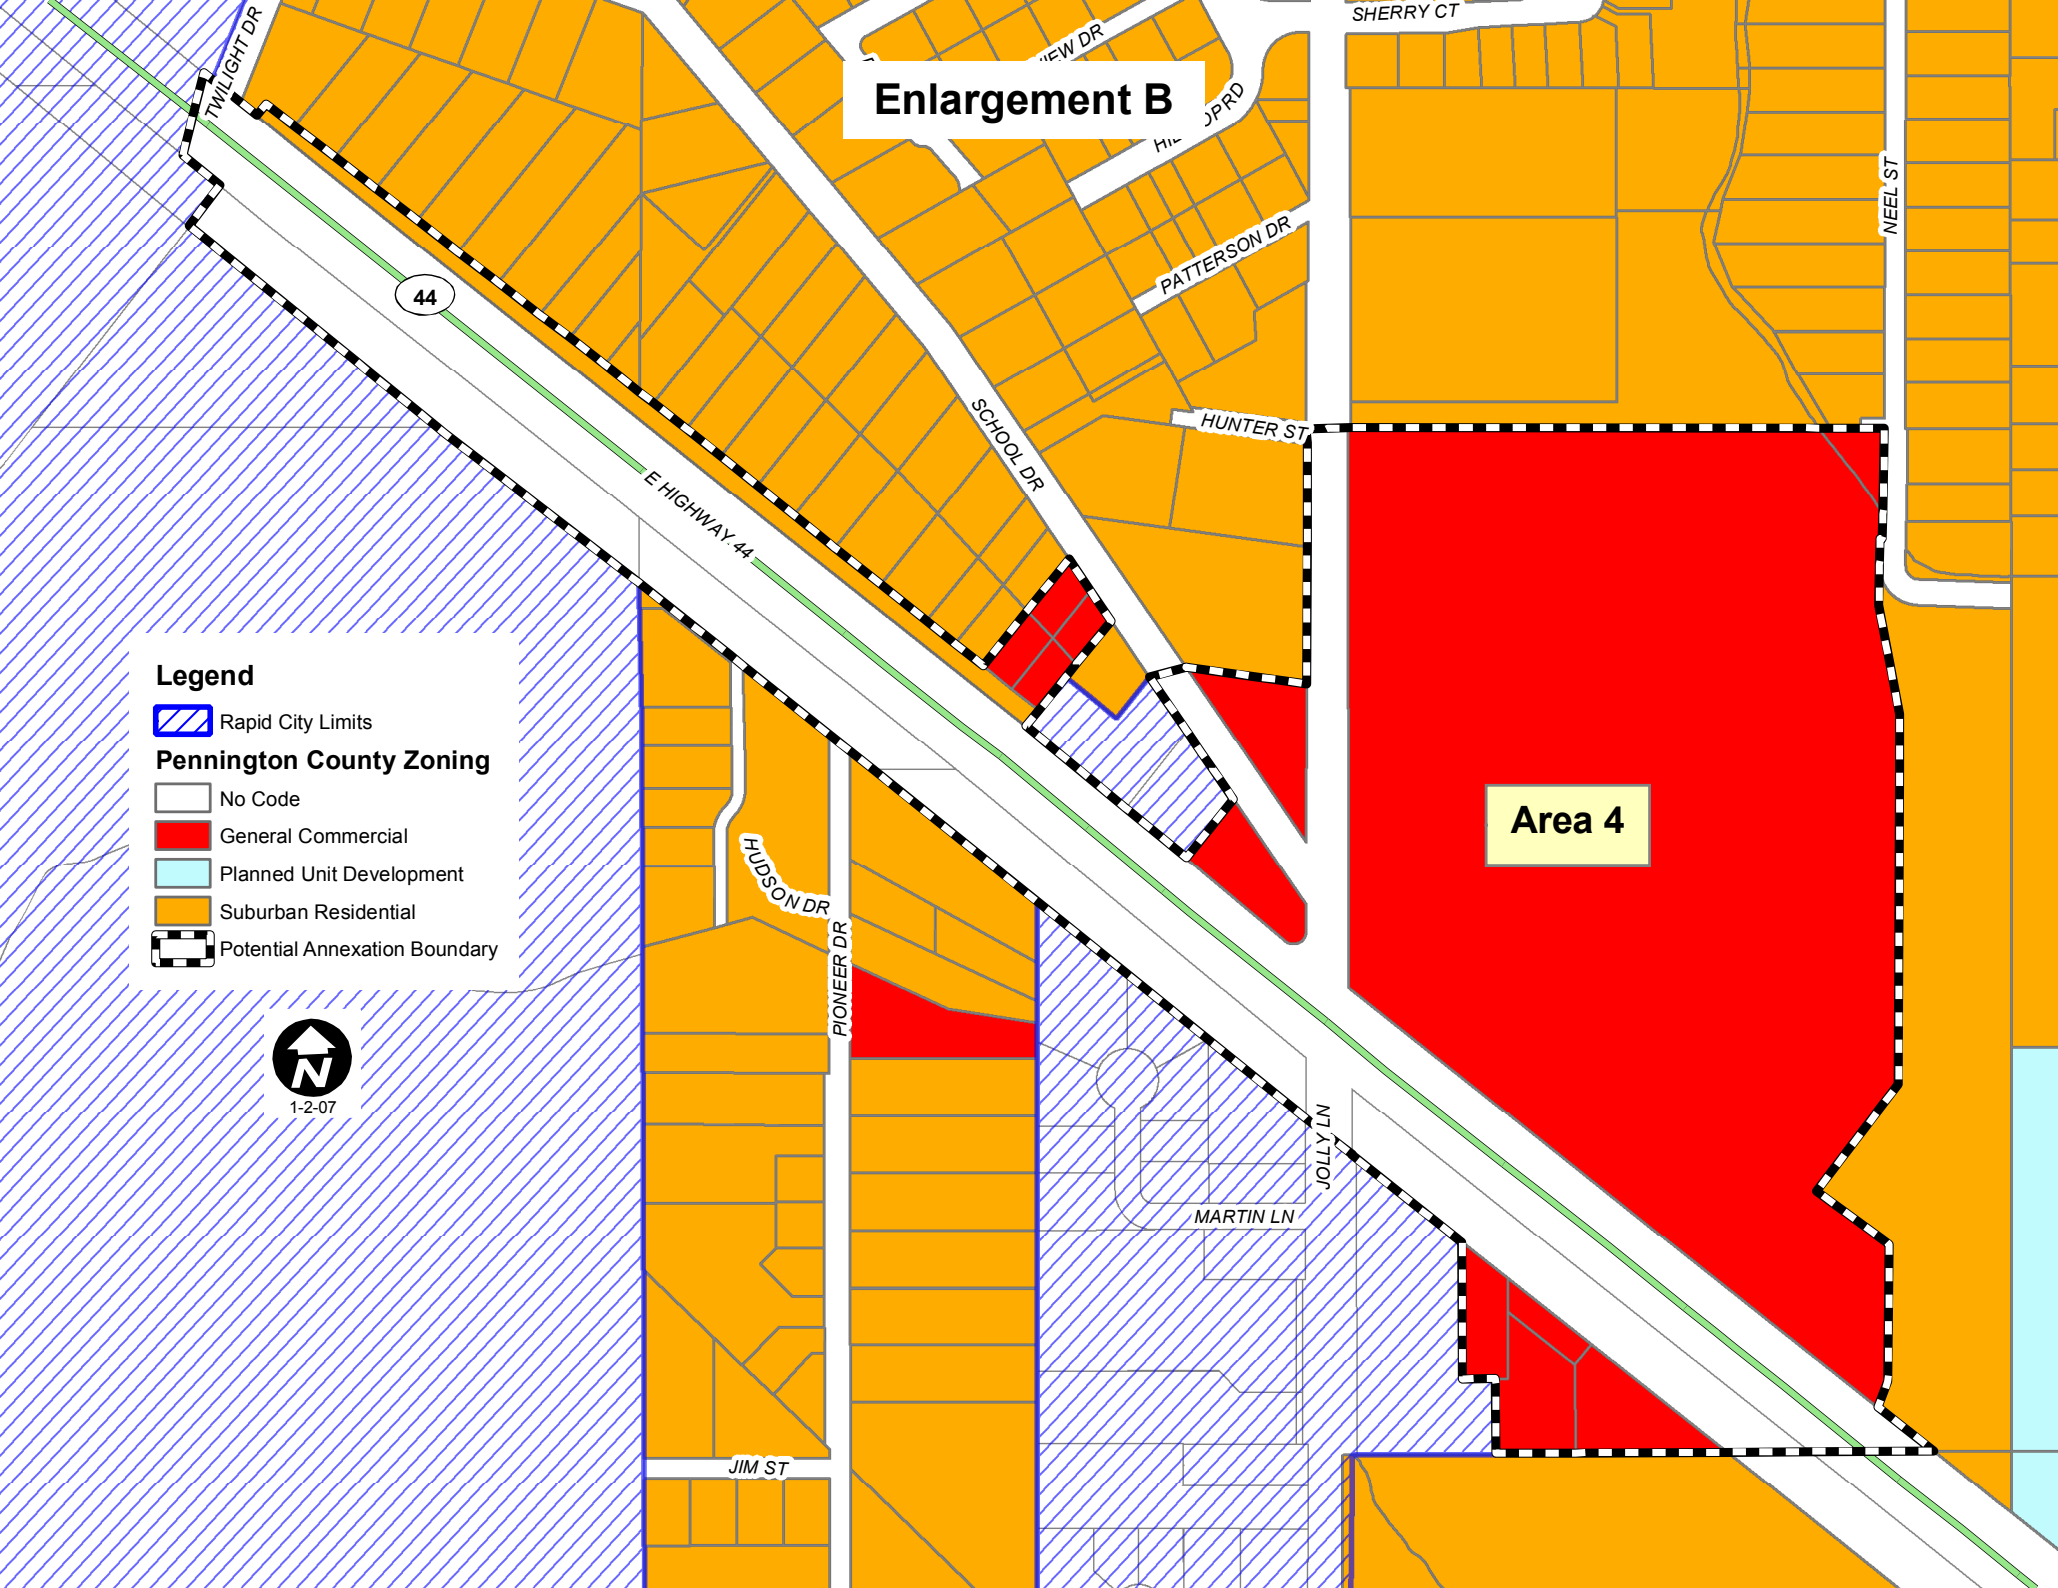 SHERRY CT
TWILIGHT DR
Enlargement B
NEEL ST
PATTERSON DR
44
HUNTER ST
SCHOOL DR
E HIGHWAY 44
Legend
Rapid City Limits
Pennington County Zoning
No Code
General Commercial
Planned Unit Development
Suburban Residential
Potential Annexation Boundary
Area 4
HUDSON DR
PIONEER DR
1-2-07
JOLLY LN
MARTIN LN
JIM ST